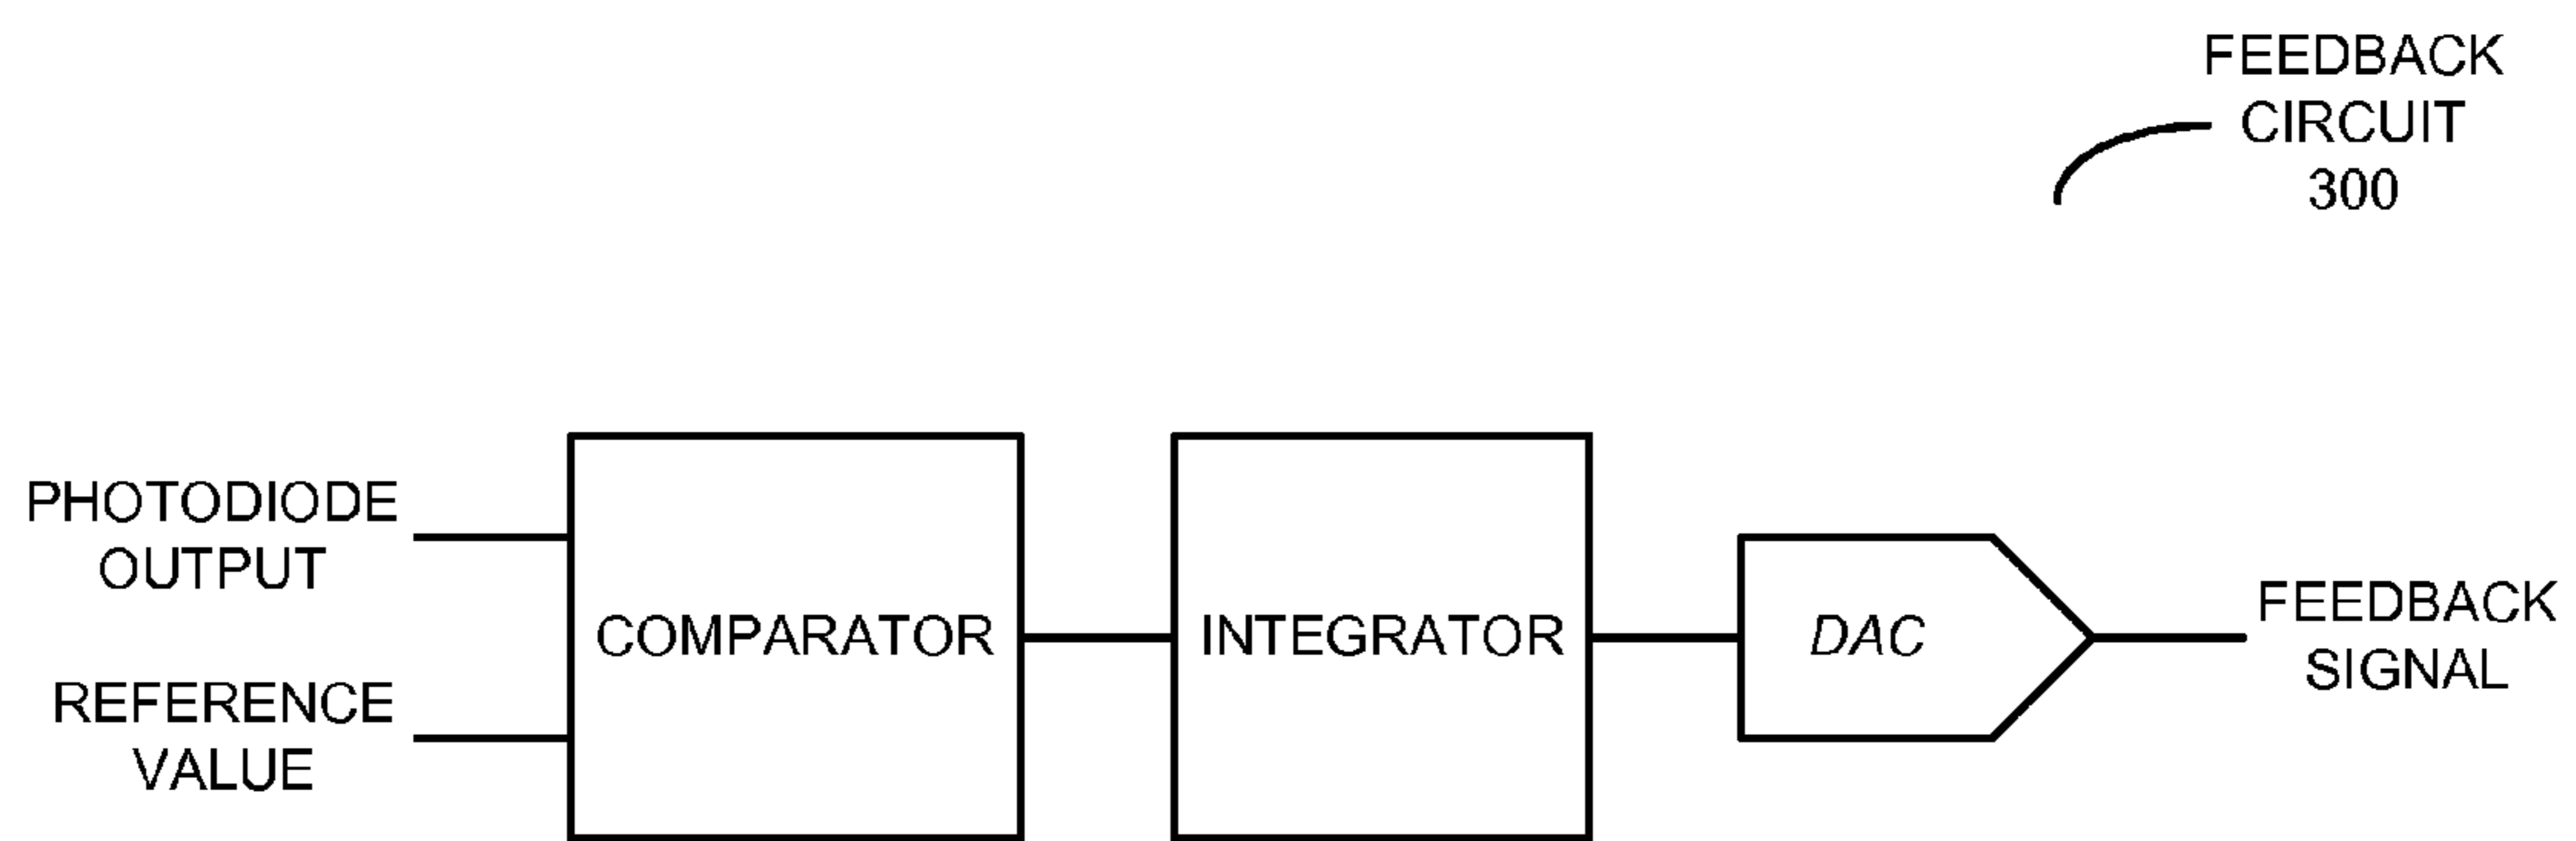 FEEDBACK
CIRCUIT
300
PHOTODIODE
OUTPUT
REFERENCE
VALUE
COMPARATOR
INTEGRATOR
DAC
FEEDBACK
SIGNAL